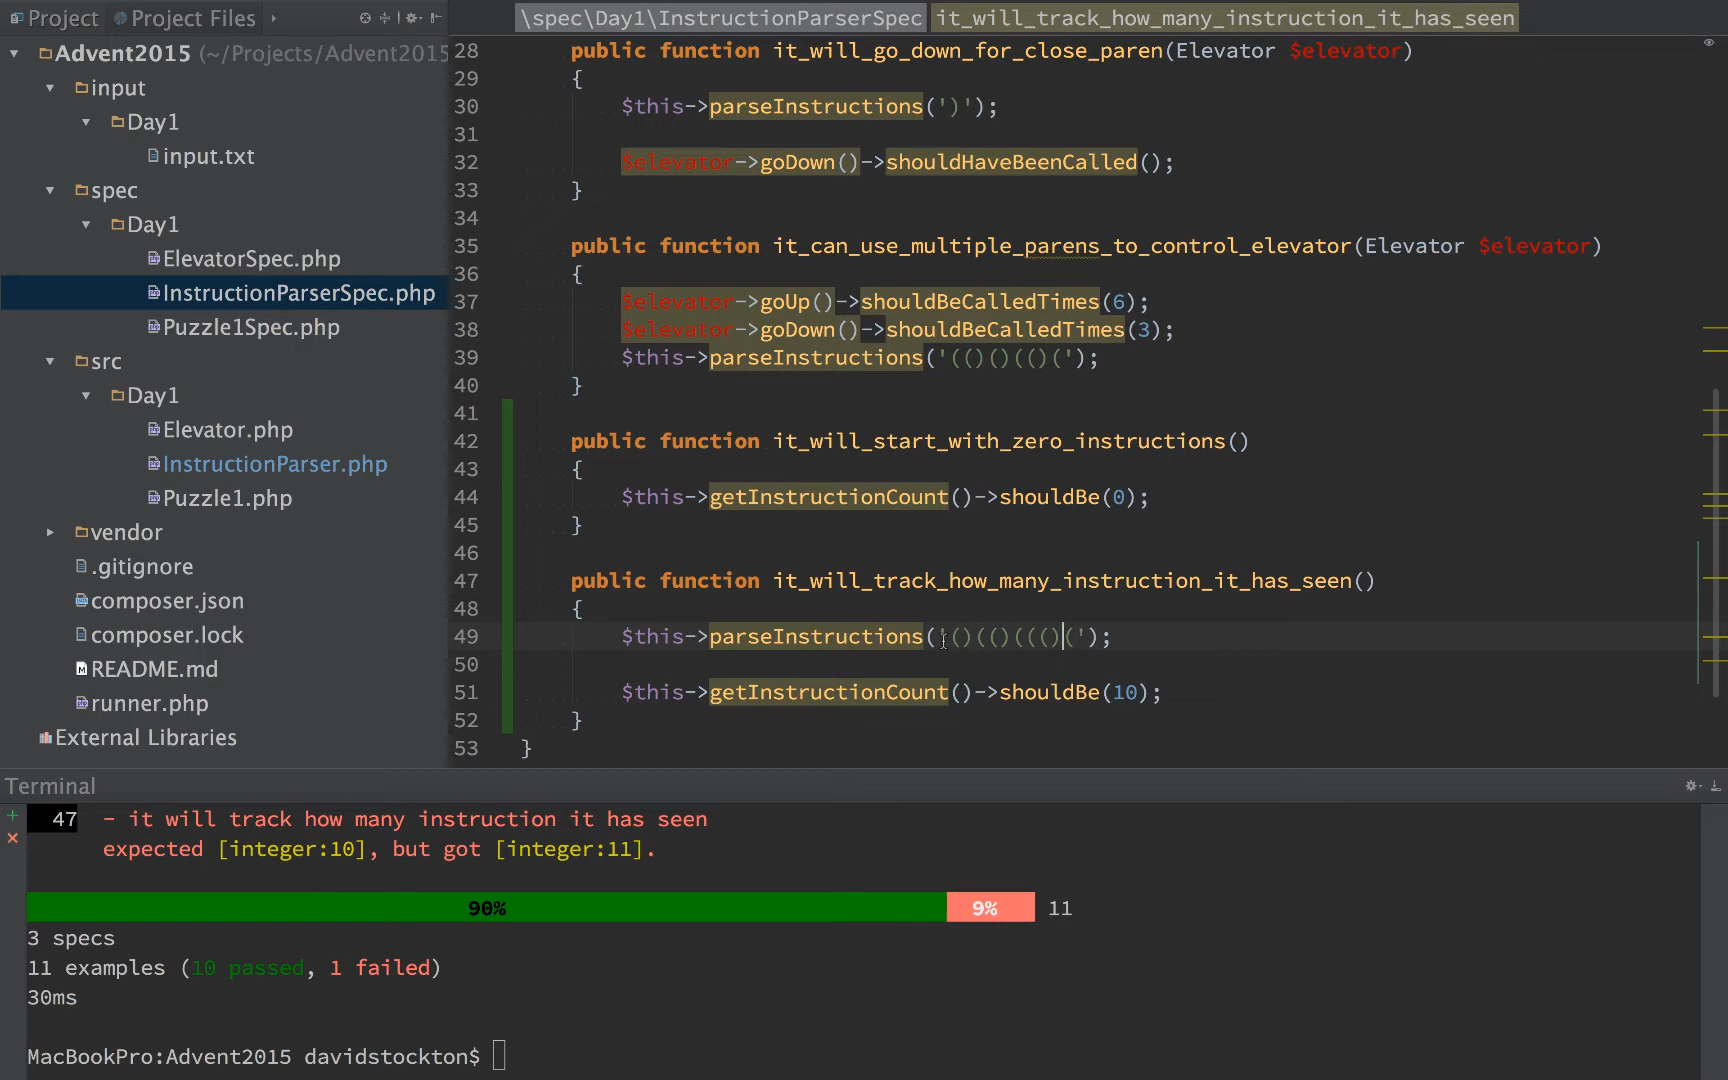 Project Project Files
Advent2015 (~/Projects/Advent2015
input
Day1
input.txt
spec
Day1
ElevatorSpec.php
InstructionParserSpec.php
Puzzle1Spec.php
src
Day1
Elevator.php
InstructionParser.php
Puzzle1.php
vendor
.gitignore
composer.json
composer.lock
README.md
runner.php
External Libraries
\spec\Day1\InstructionParserSpec it_will_track_how_many_instruction_it_has_seen
28 public function it_will_go_down_for_close_paren(Elevator $elevator)
29 {
30 $this->parseInstructions(')');
31
32 $elevator->goDown()->shouldHaveBeenCalled();
33 }
34
35 public function it_can_use_multiple_parens_to_control_elevator(Elevator $elevator)
36 {
37 $elevator->goUp()->shouldBeCalledTimes(6);
38 $elevator->goDown()->shouldBeCalledTimes(3);
39 $this->parseInstructions('(()()(()(');
40 }
41
42 public function it_will_start_with_zero_instructions()
43 {
44 $this->getInstructionCount()->shouldBe(0);
45 }
46
47 public function it_will_track_how_many_instruction_it_has_seen()
48 {
49 $this->parseInstructions('()(()((()(');
50
51 $this->getInstructionCount()->shouldBe(10);
52 }
53 }
Terminal
47 - it will track how many instruction it has seen
expected [integer:10], but got [integer:11].
90% 9% 11
3 specs
11 examples (10 passed, 1 failed)
30ms
MacBookPro:Advent2015 davidstockton$